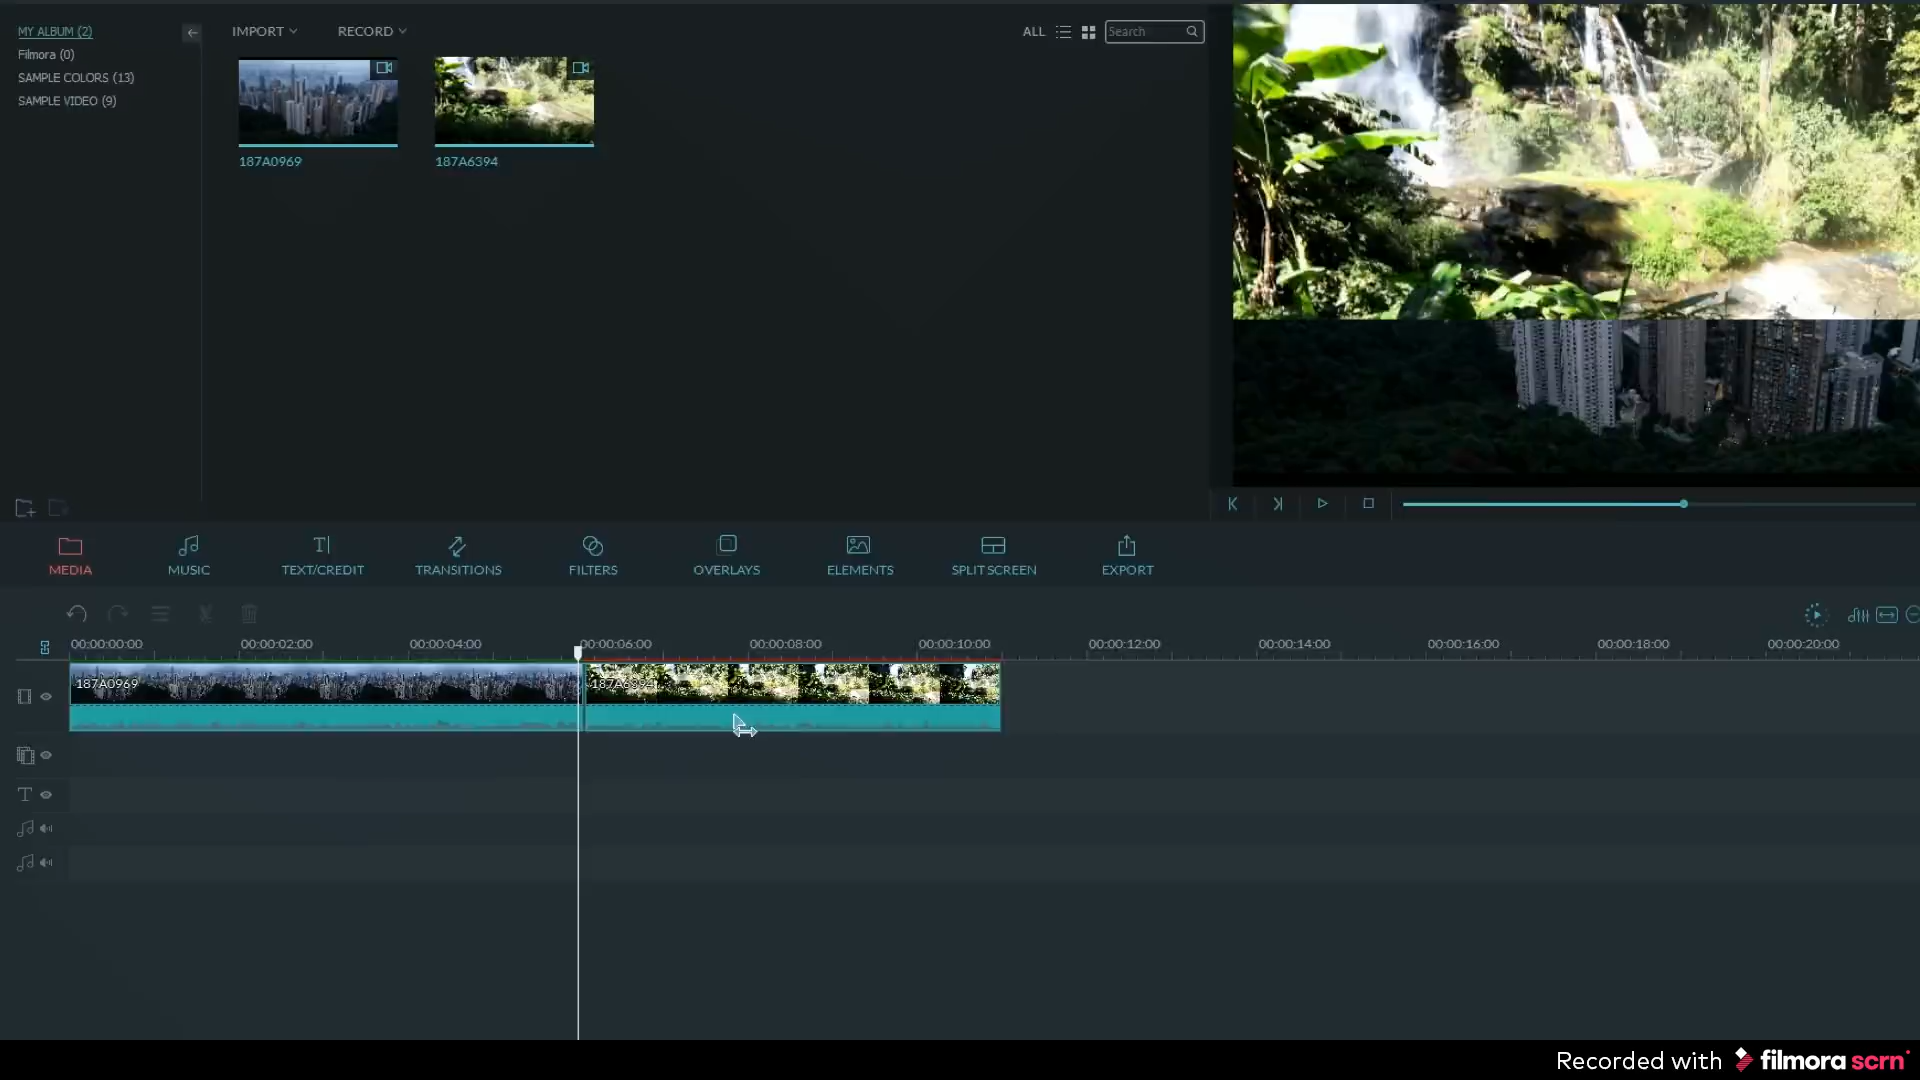 MY ALBUM (2)
Filmora (0)
SAMPLE COLORS (13)
SAMPLE VIDEO (9)
IMPORT
RECORD
ALL
Search
187A0969
187A6394
MEDIA
MUSIC
TEXT/CREDIT
TRANSITIONS
FILTERS
OVERLAYS
ELEMENTS
SPLIT SCREEN
EXPORT
00:00:00:00
00:00:02:00
00:00:04:00
00:00:06:00
00:00:08:00
00:00:10:00
00:00:12:00
00:00:14:00
00:00:16:00
00:00:18:00
00:00:20:00
187A0969
187A6394
Recorded with filmora scrn